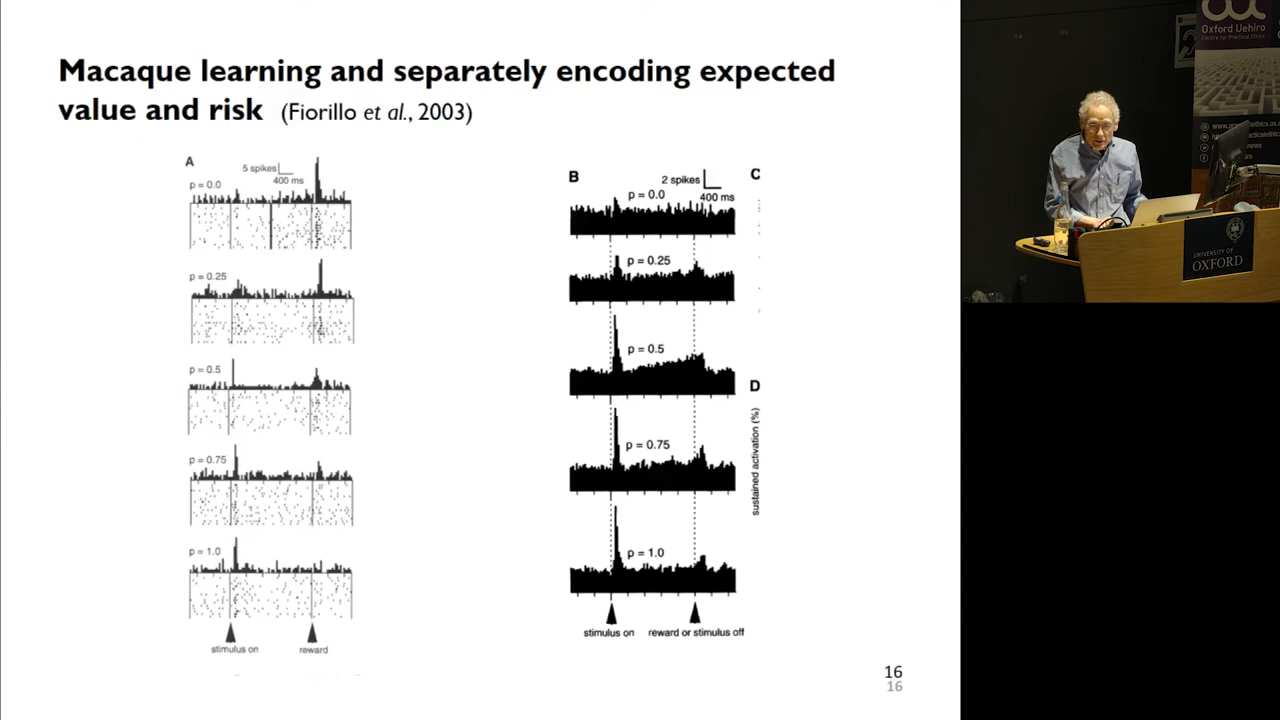 Macaque learning and separately encoding expected
value and risk (Fiorillo et al., 2003)
A
5 spikes
400 ms
p = 0.0
p = 0.25
p = 0.5
p = 0.75
p = 1.0
stimulus on
reward
B
2 spikes
400 ms
p = 0.0
p = 0.25
p = 0.5
p = 0.75
p = 1.0
stimulus on
reward or stimulus off
C
D
sustained activation (%)
16
16
Oxford Uehiro
Centre for Practical Ethics
UNIVERSITY OF
OXFORD